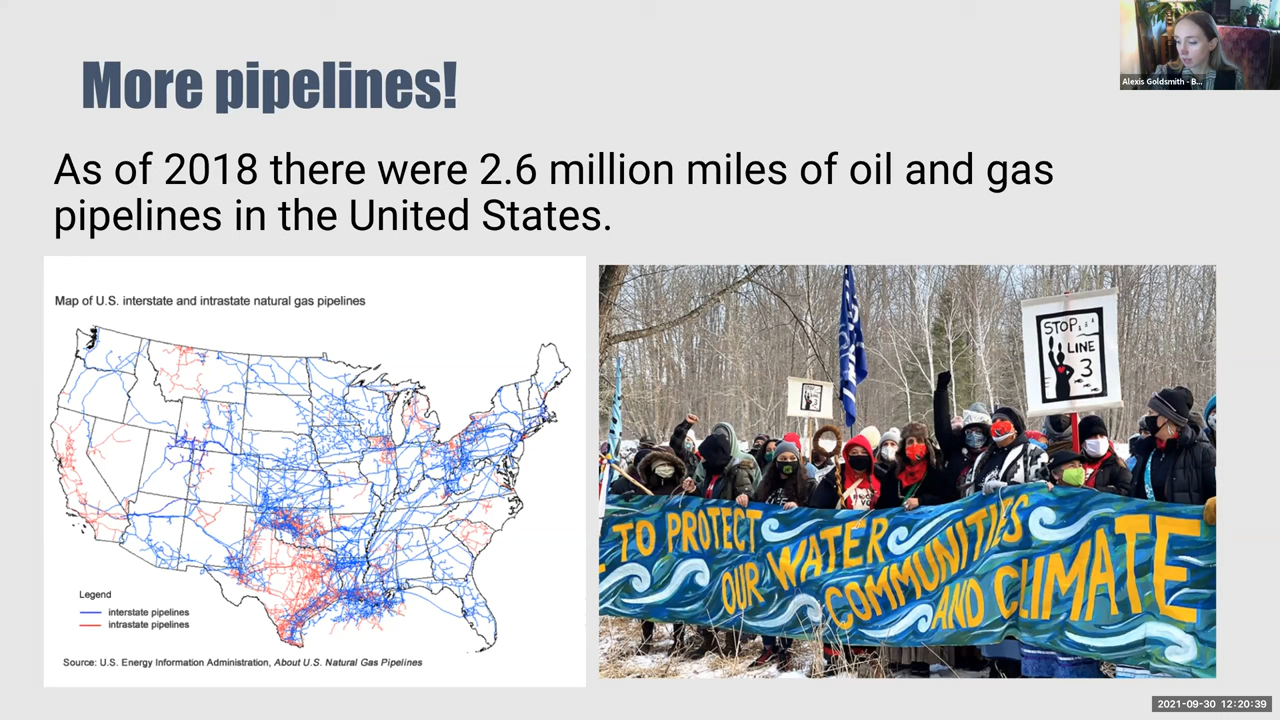 More pipelines!
Alexis Goldsmith - B...
As of 2018 there were 2.6 million miles of oil and gas
pipelines in the United States.
Map of U.S. interstate and intrastate natural gas pipelines
Legend
interstate pipelines
intrastate pipelines
Source: U.S. Energy Information Administration, About U.S. Natural Gas Pipelines
STOP
LINE
3
TO PROTECT
OUR WATER
COMMUNITIES
AND CLIMATE
2021-09-30 12:20:39